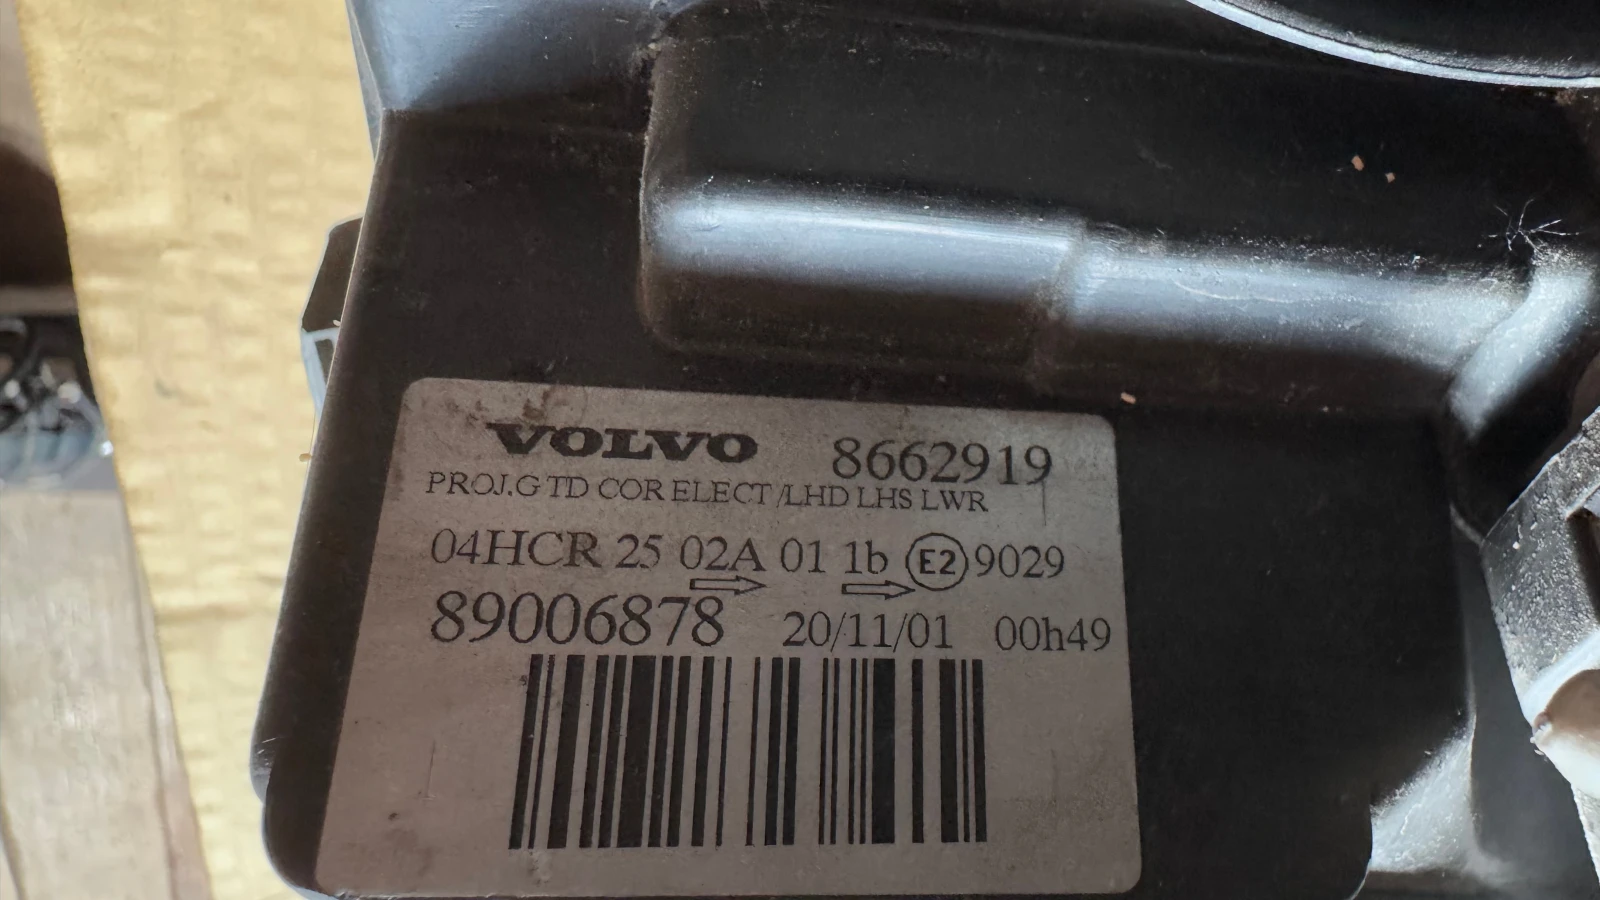 VOLVO 8662919
PROJ.G TD COR ELECT /LHD LHS LWR
04HCR 25 02A 01 1b E2 9029
89006878 20/11/01 00h49